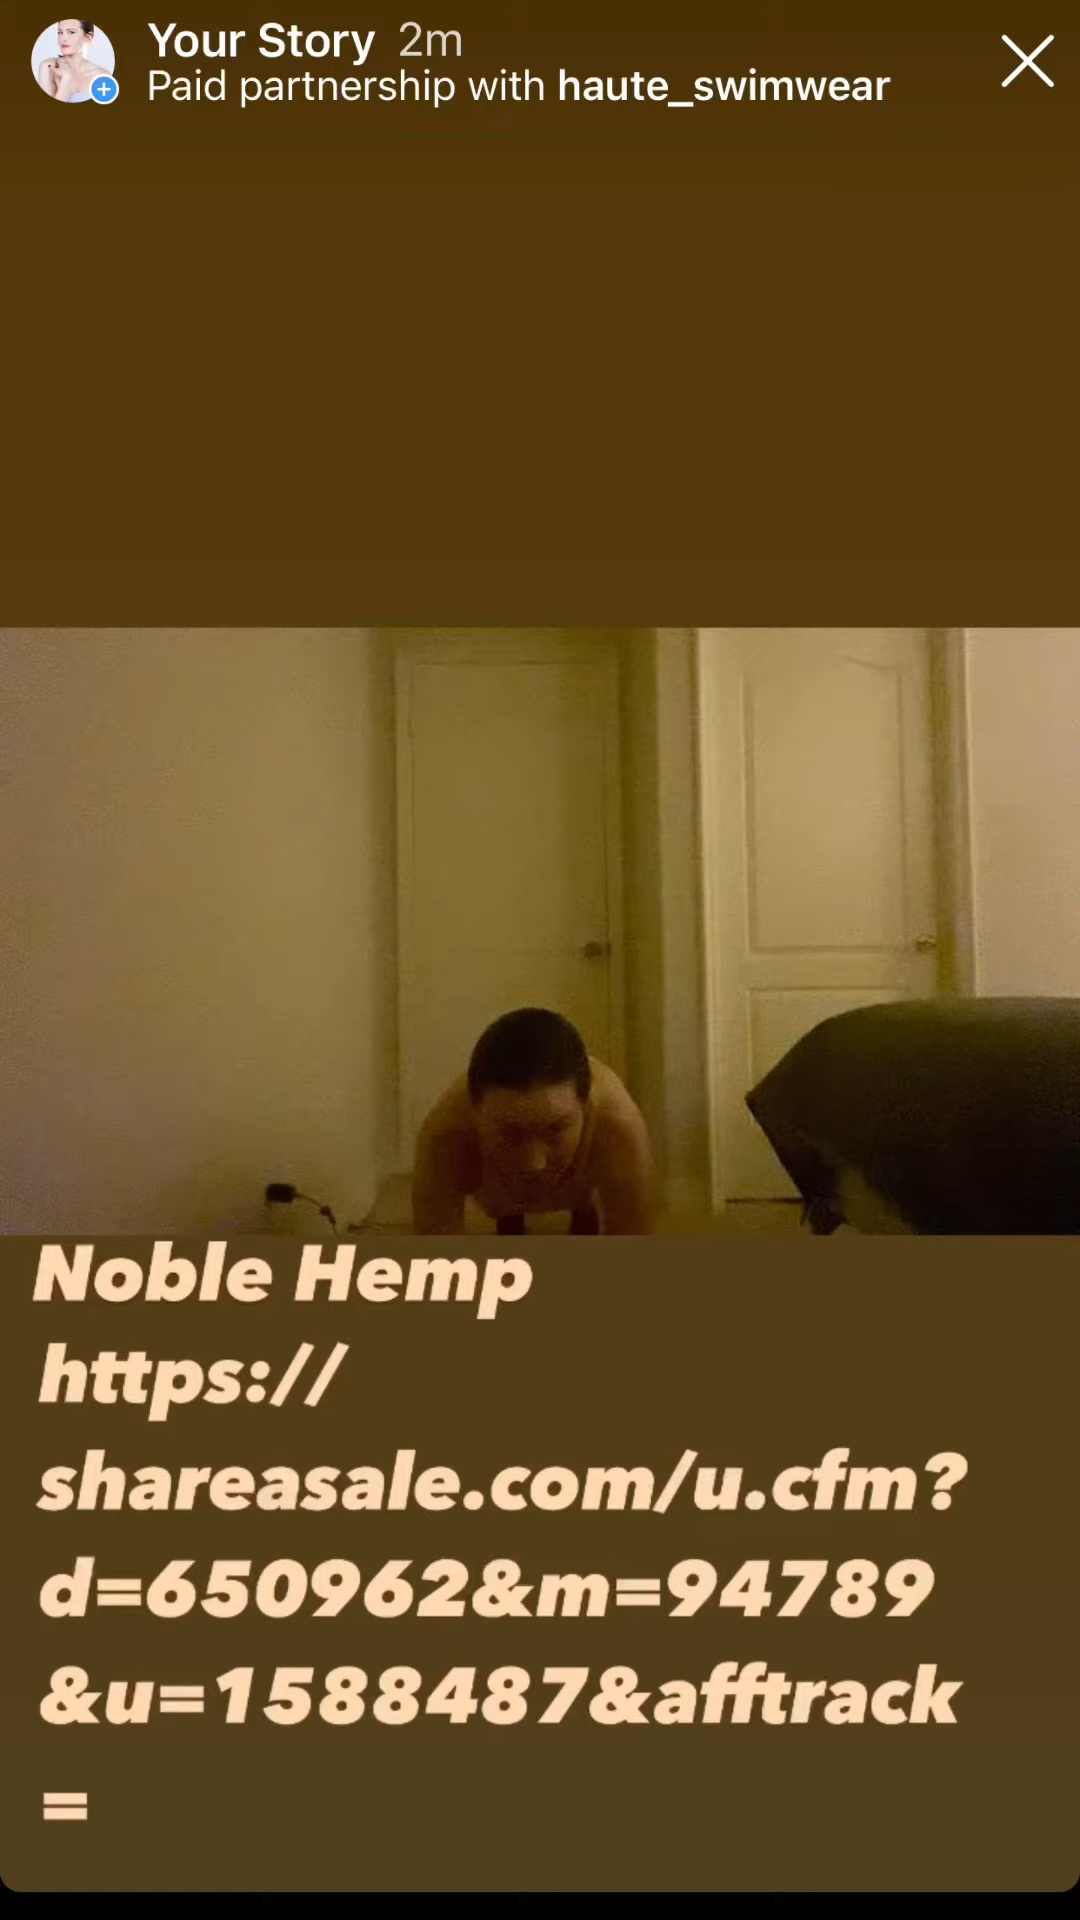 Your Story 2m
Paid partnership with haute_swimwear
Noble Hemp
https://
shareasale.com/u.cfm?
d=650962&m=94789
&u=1588487&afftrack
=